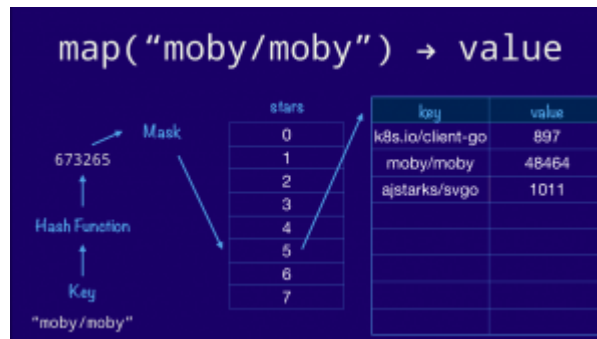 map(“moby/moby”) → value
stars
0
1
2
3
4
5
6
7
Mask
673265
Hash Function
Key
“moby/moby”
key value
k8s.io/client-go 897
moby/moby 48464
ajstarks/svgo 1011